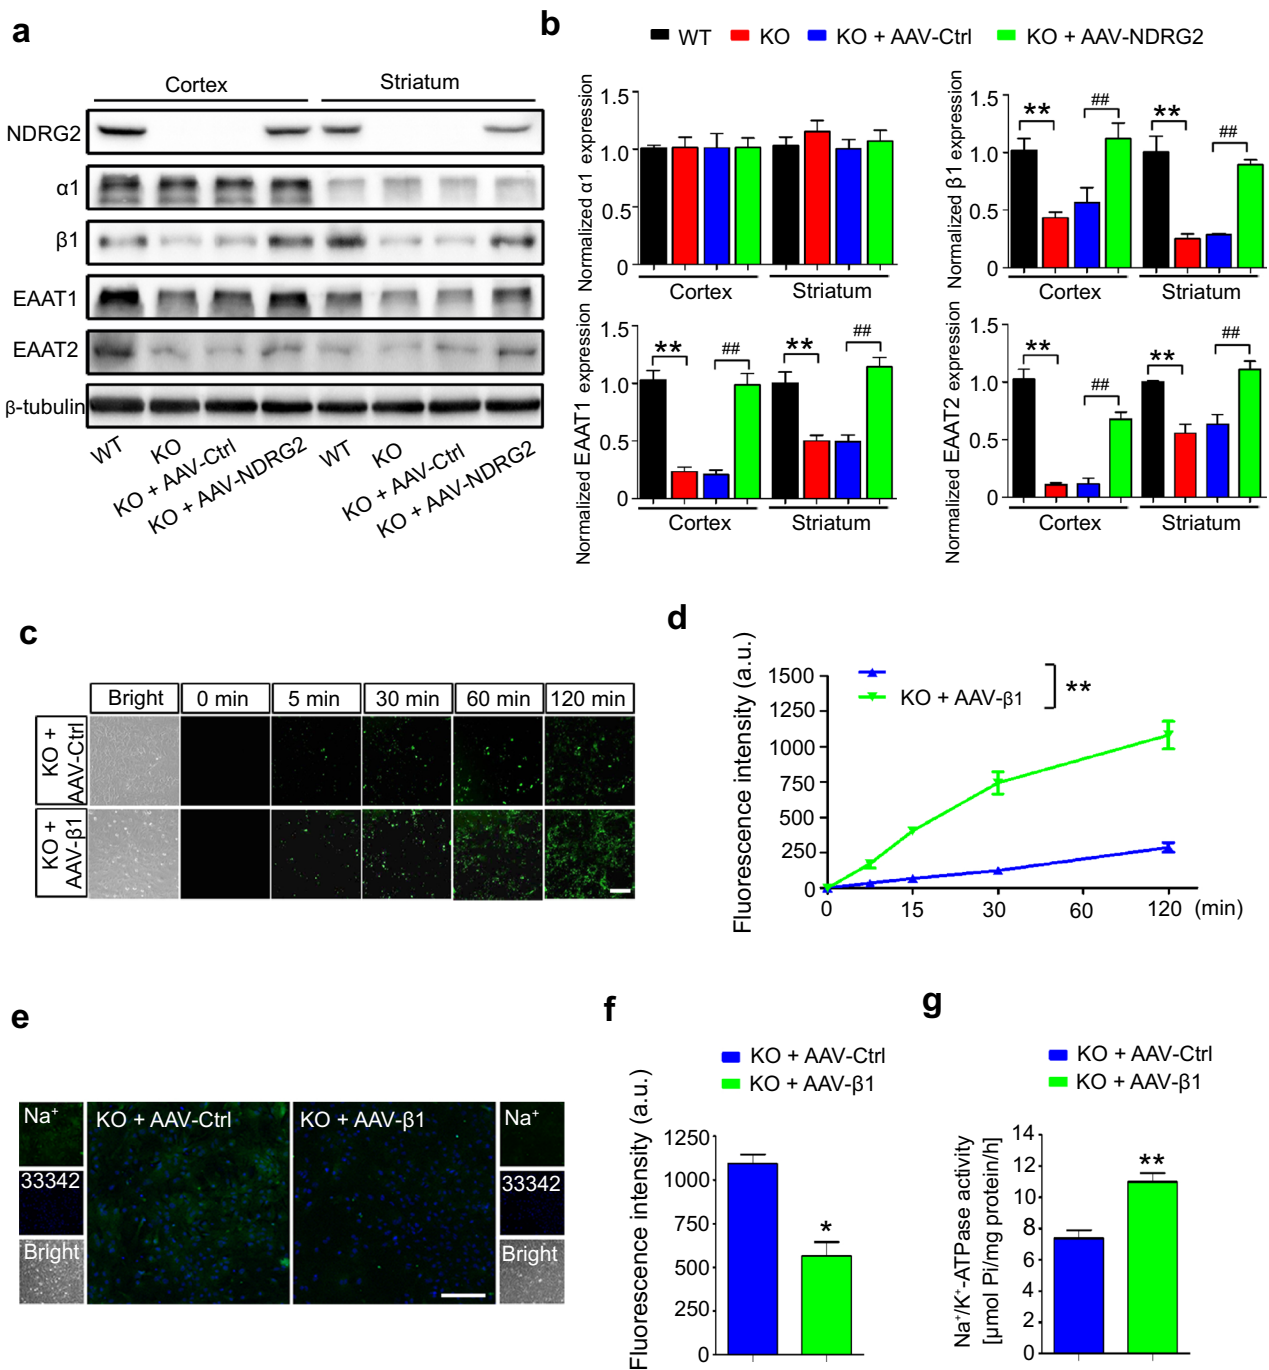 a
Cortex Striatum
NDRG2
α1
β1
EAAT1
EAAT2
β-tubulin
WT KO KO + AAV-Ctrl KO + AAV-NDRG2 WT KO KO + AAV-Ctrl KO + AAV-NDRG2
b
WT KO KO + AAV-Ctrl KO + AAV-NDRG2
Normalized α1 expression
1.5
1.0
0.5
0
Cortex Striatum
Normalized β1 expression
1.5
1.0
0.5
0
** ## ** ##
Cortex Striatum
Normalized EAAT1 expression
1.5
1.0
0.5
0
** ## ** ##
Cortex Striatum
Normalized EAAT2 expression
1.5
1.0
0.5
0
** ## ** ##
Cortex Striatum
c
Bright 0 min 5 min 30 min 60 min 120 min
KO +
AAV-Ctrl
KO +
AAV-β1
d
Fluorescence intensity (a.u.)
1500
1250
1000
750
500
250
0
KO + AAV-β1
**
0 15 30 60 120 (min)
e
Na⁺
33342
Bright
KO + AAV-Ctrl
KO + AAV-β1
Na⁺
33342
Bright
f
KO + AAV-Ctrl
KO + AAV-β1
Fluorescence intensity (a.u.)
1250
1000
750
500
250
0
*
g
KO + AAV-Ctrl
KO + AAV-β1
Na⁺/K⁺-ATPase activity
[μmol Pi/mg protein/h]
14
12
10
8
6
4
2
0
**